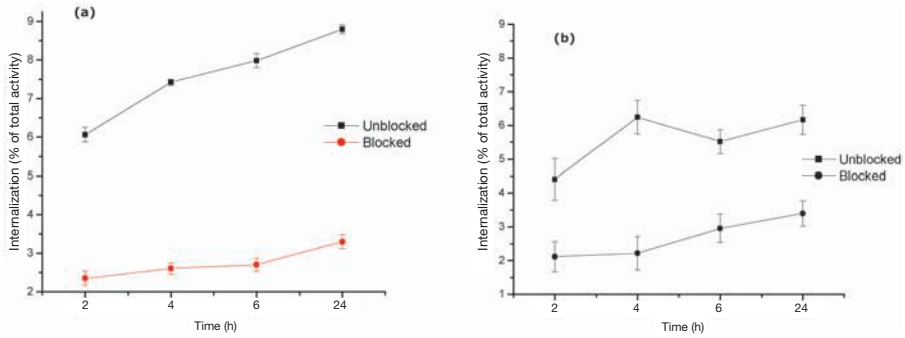 (a)
9
8
7
6
5
4
3
2
Internalization (% of total activity)
2 4 6 24
Time (h)
Unblocked
Blocked
(b)
9
8
7
6
5
4
3
2
1
Internalization (% of total activity)
2 4 6 24
Time (h)
Unblocked
Blocked